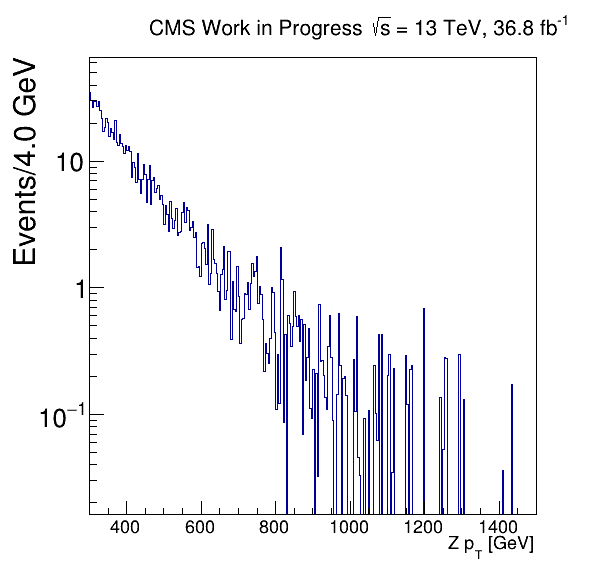 CMS Work in Progress √s = 13 TeV, 36.8 fb⁻¹
Events/4.0 GeV
10
1
10⁻¹
400 600 800 1000 1200 1400
Z p_T [GeV]